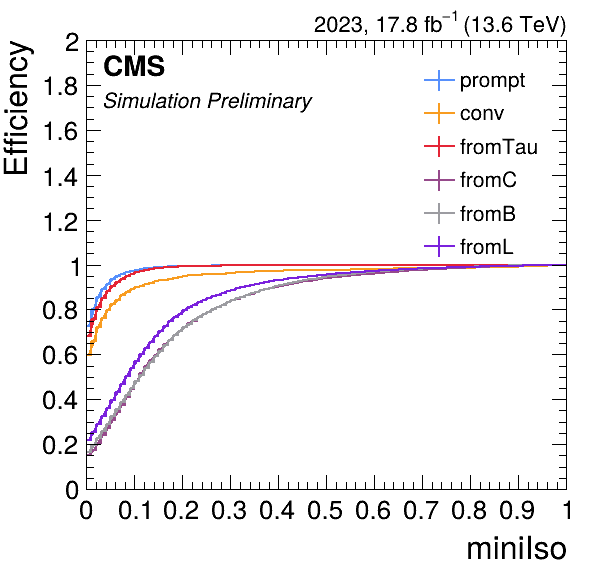 2023, 17.8 fb⁻¹ (13.6 TeV)
CMS
Simulation Preliminary
prompt
conv
fromTau
fromC
fromB
fromL
Efficiency
2
1.8
1.6
1.4
1.2
1
0.8
0.6
0.4
0.2
0
0 0.1 0.2 0.3 0.4 0.5 0.6 0.7 0.8 0.9 1
miniIso